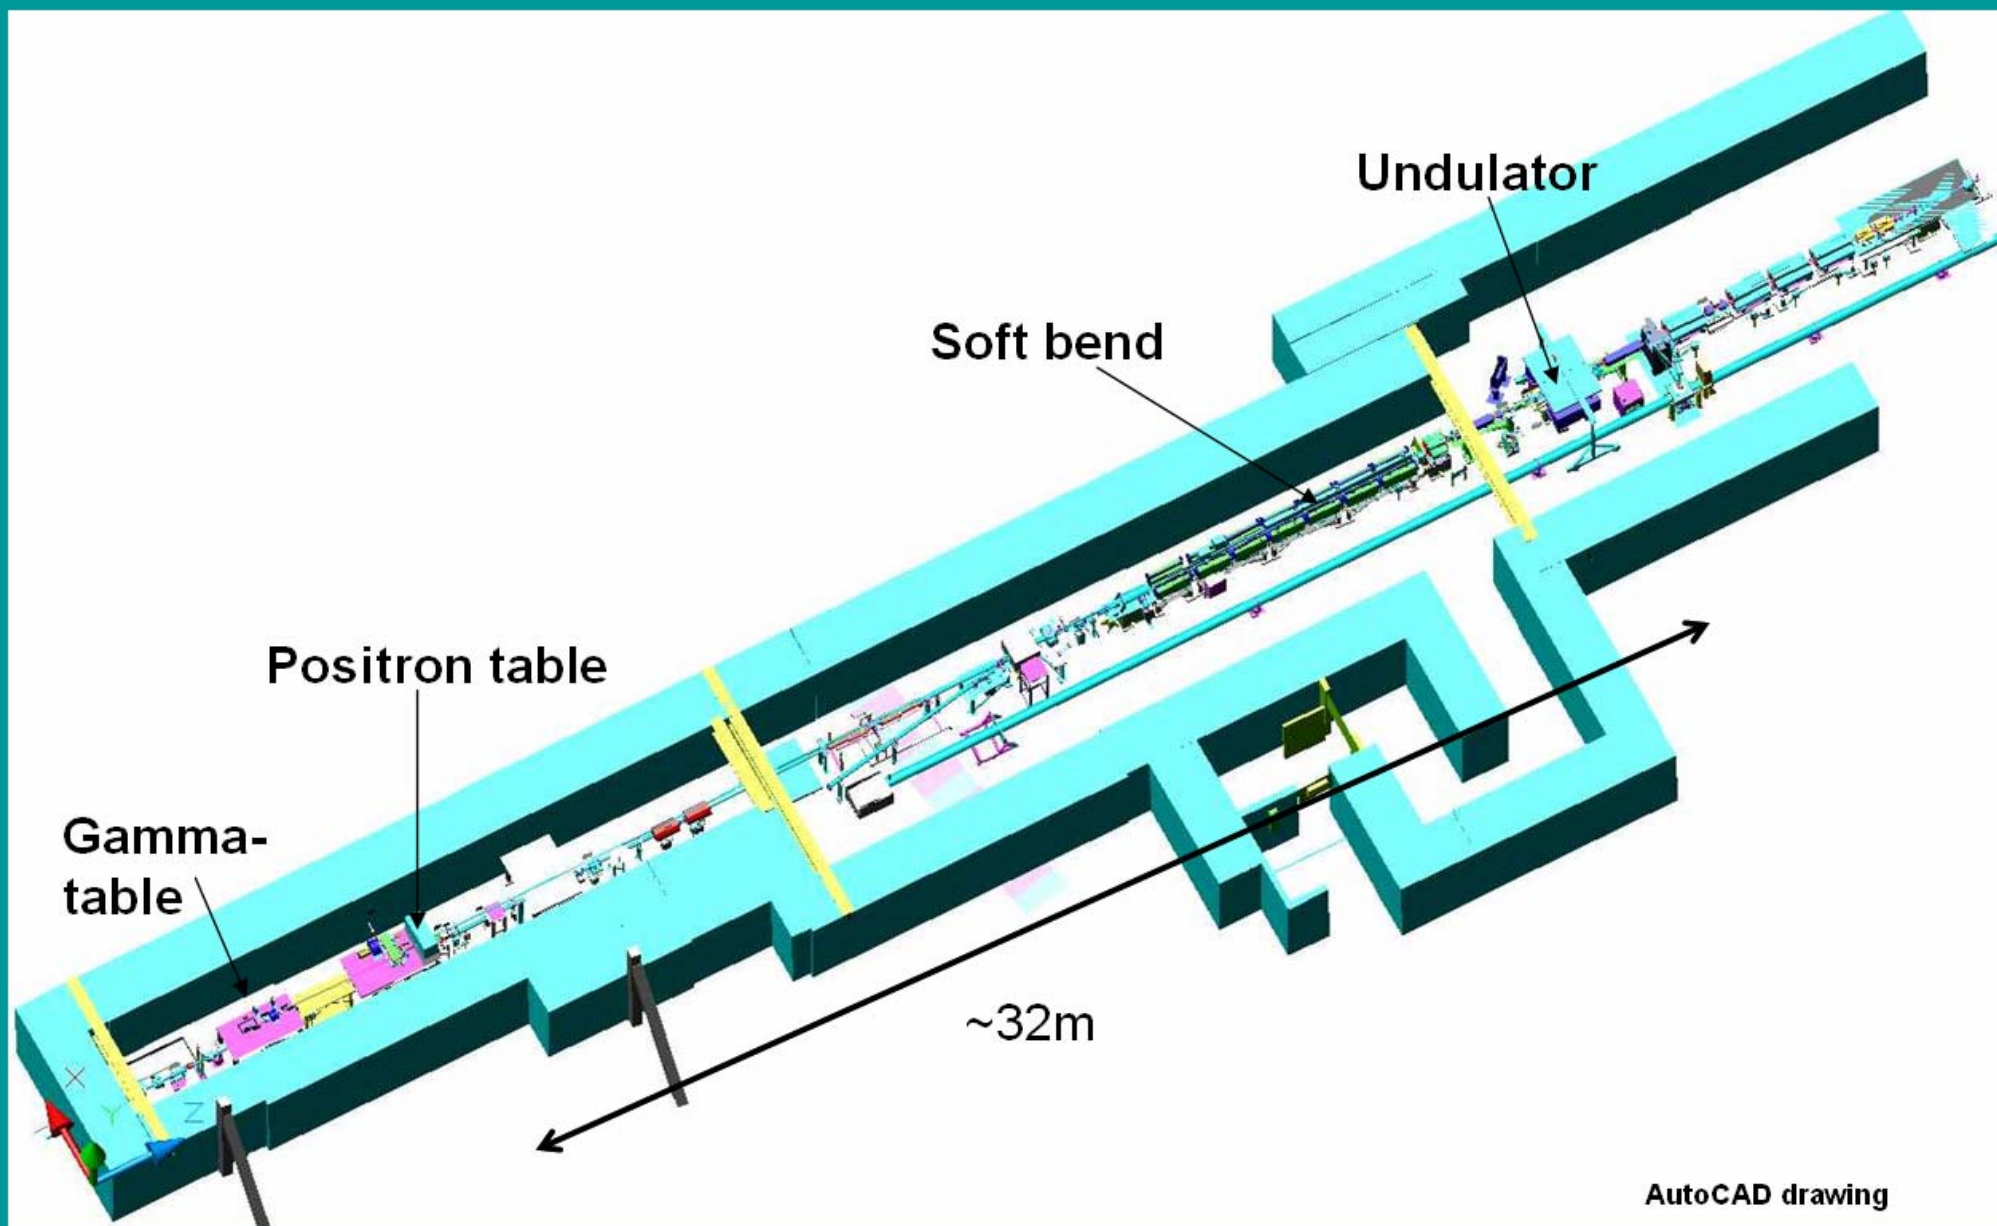 Undulator
Soft bend
Positron table
Gamma-
table
~32m
X
Y
Z
AutoCAD drawing